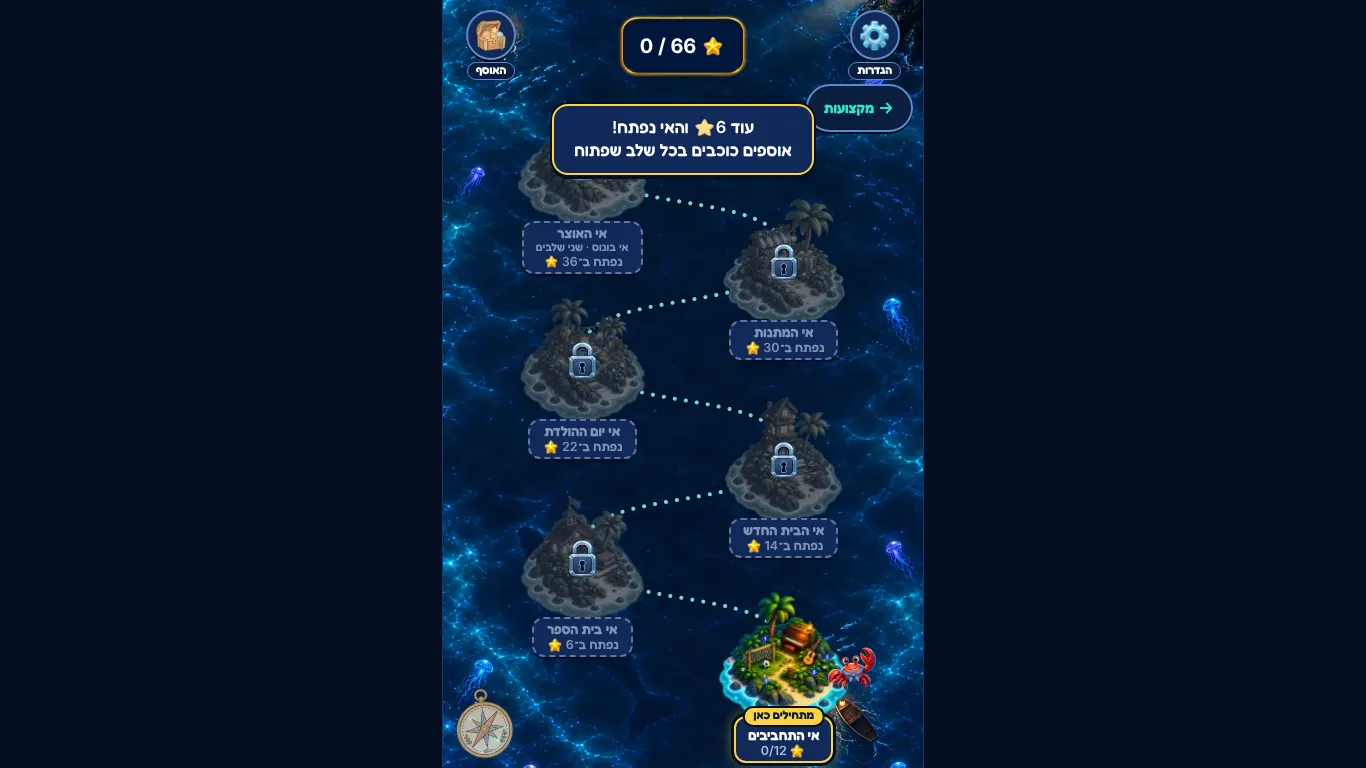 האוסף
0 / 66
הגדרות
→ מקצועות
עוד 6 והאי נפתח!
אוספים כוכבים בכל שלב שפתוח
אי האוצר
אי בונוס · שני שלבים
נפתח ב־36
אי המתנות
נפתח ב־30
אי יום ההולדת
נפתח ב־22
אי הבית החדש
נפתח ב־14
אי בית הספר
נפתח ב־6
מתחילים כאן
אי התחביבים
0/12